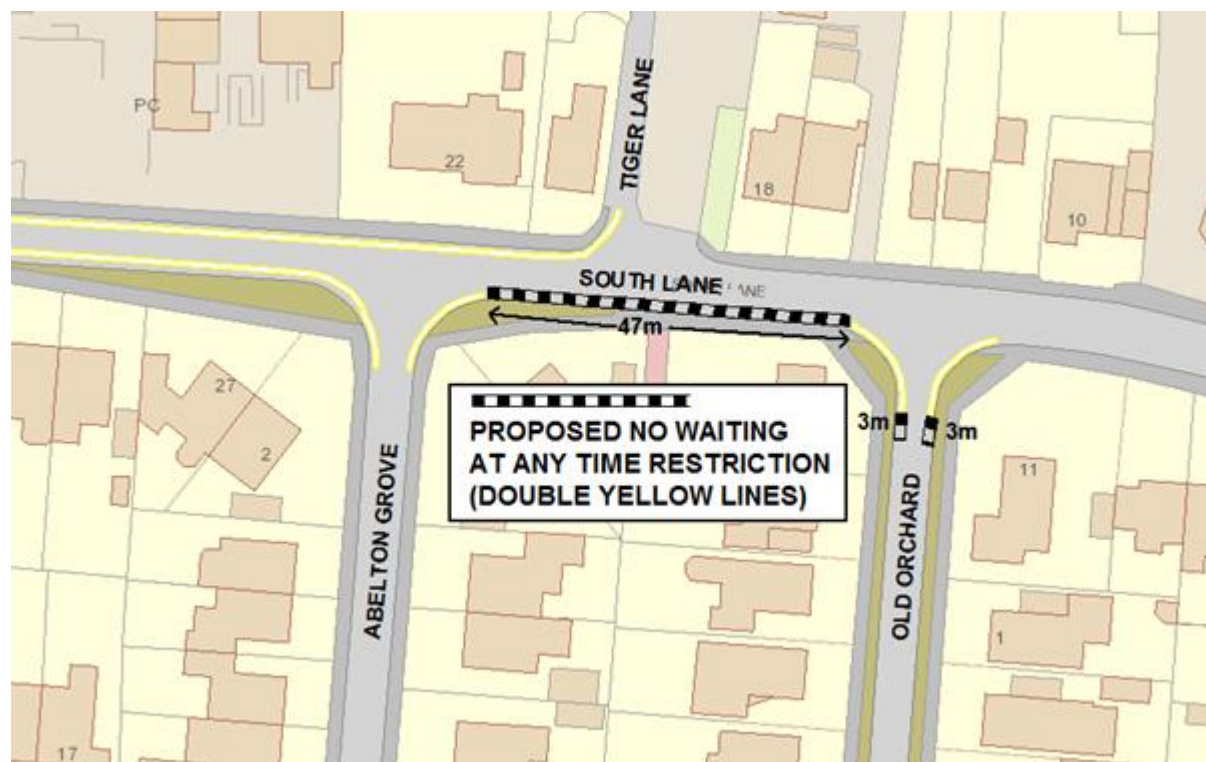 PC
22
TIGER LANE
18
10
SOUTH LANE
47m
27
2
3m
3m
PROPOSED NO WAITING
AT ANY TIME RESTRICTION
(DOUBLE YELLOW LINES)
11
ABELTON GROVE
OLD ORCHARD
1
17